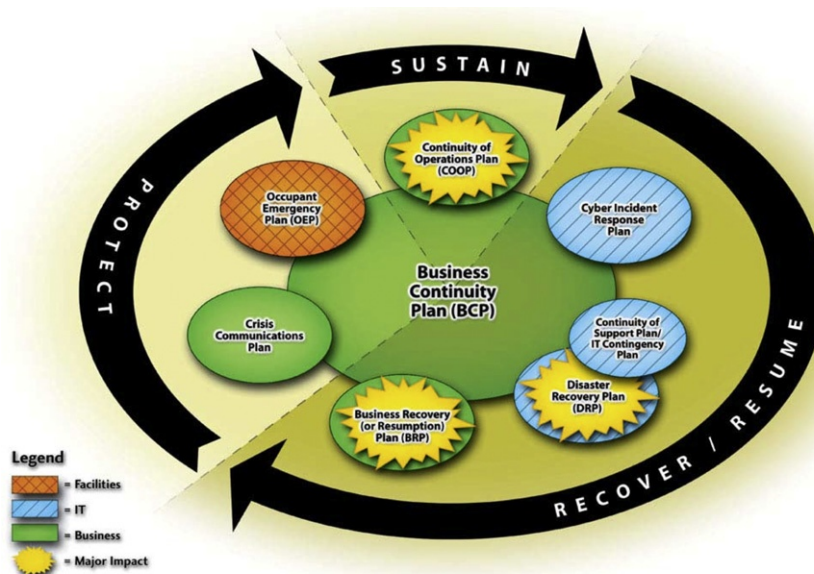 SUSTAIN
PROTECT
RECOVER / RESUME
Continuity of
Operations Plan
(COOP)
Occupant
Emergency
Plan (OEP)
Cyber Incident
Response
Plan
Business
Continuity
Plan (BCP)
Crisis
Communications
Plan
Continuity of
Support Plan/
IT Contingency
Plan
Disaster
Recovery Plan
(DRP)
Business Recovery
(or Resumption)
Plan (BRP)
Legend
= Facilities
= IT
= Business
= Major Impact